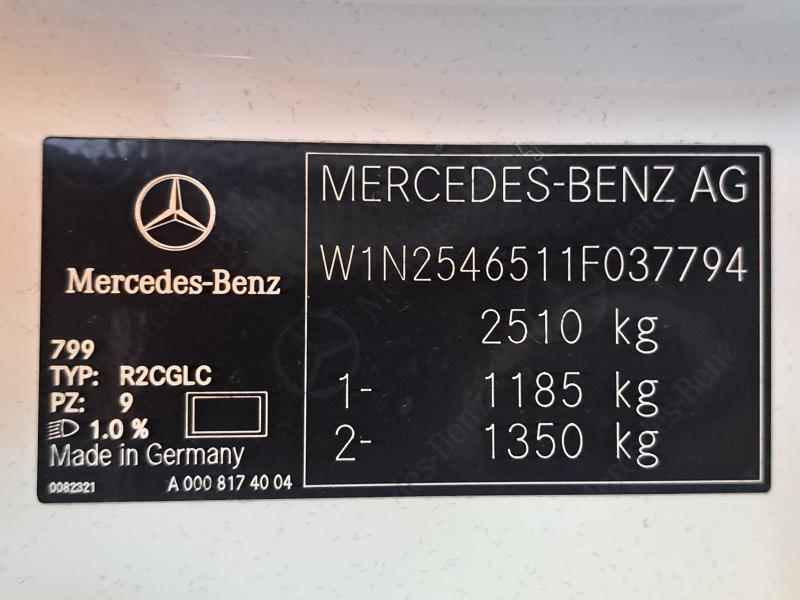 Mercedes-Benz
799
TYP: R2CGLC
PZ: 9
1.0 %
Made in Germany
0082321
A 000 817 40 04
MERCEDES-BENZ AG
W1N2546511F037794
2510 kg
1- 1185 kg
2- 1350 kg